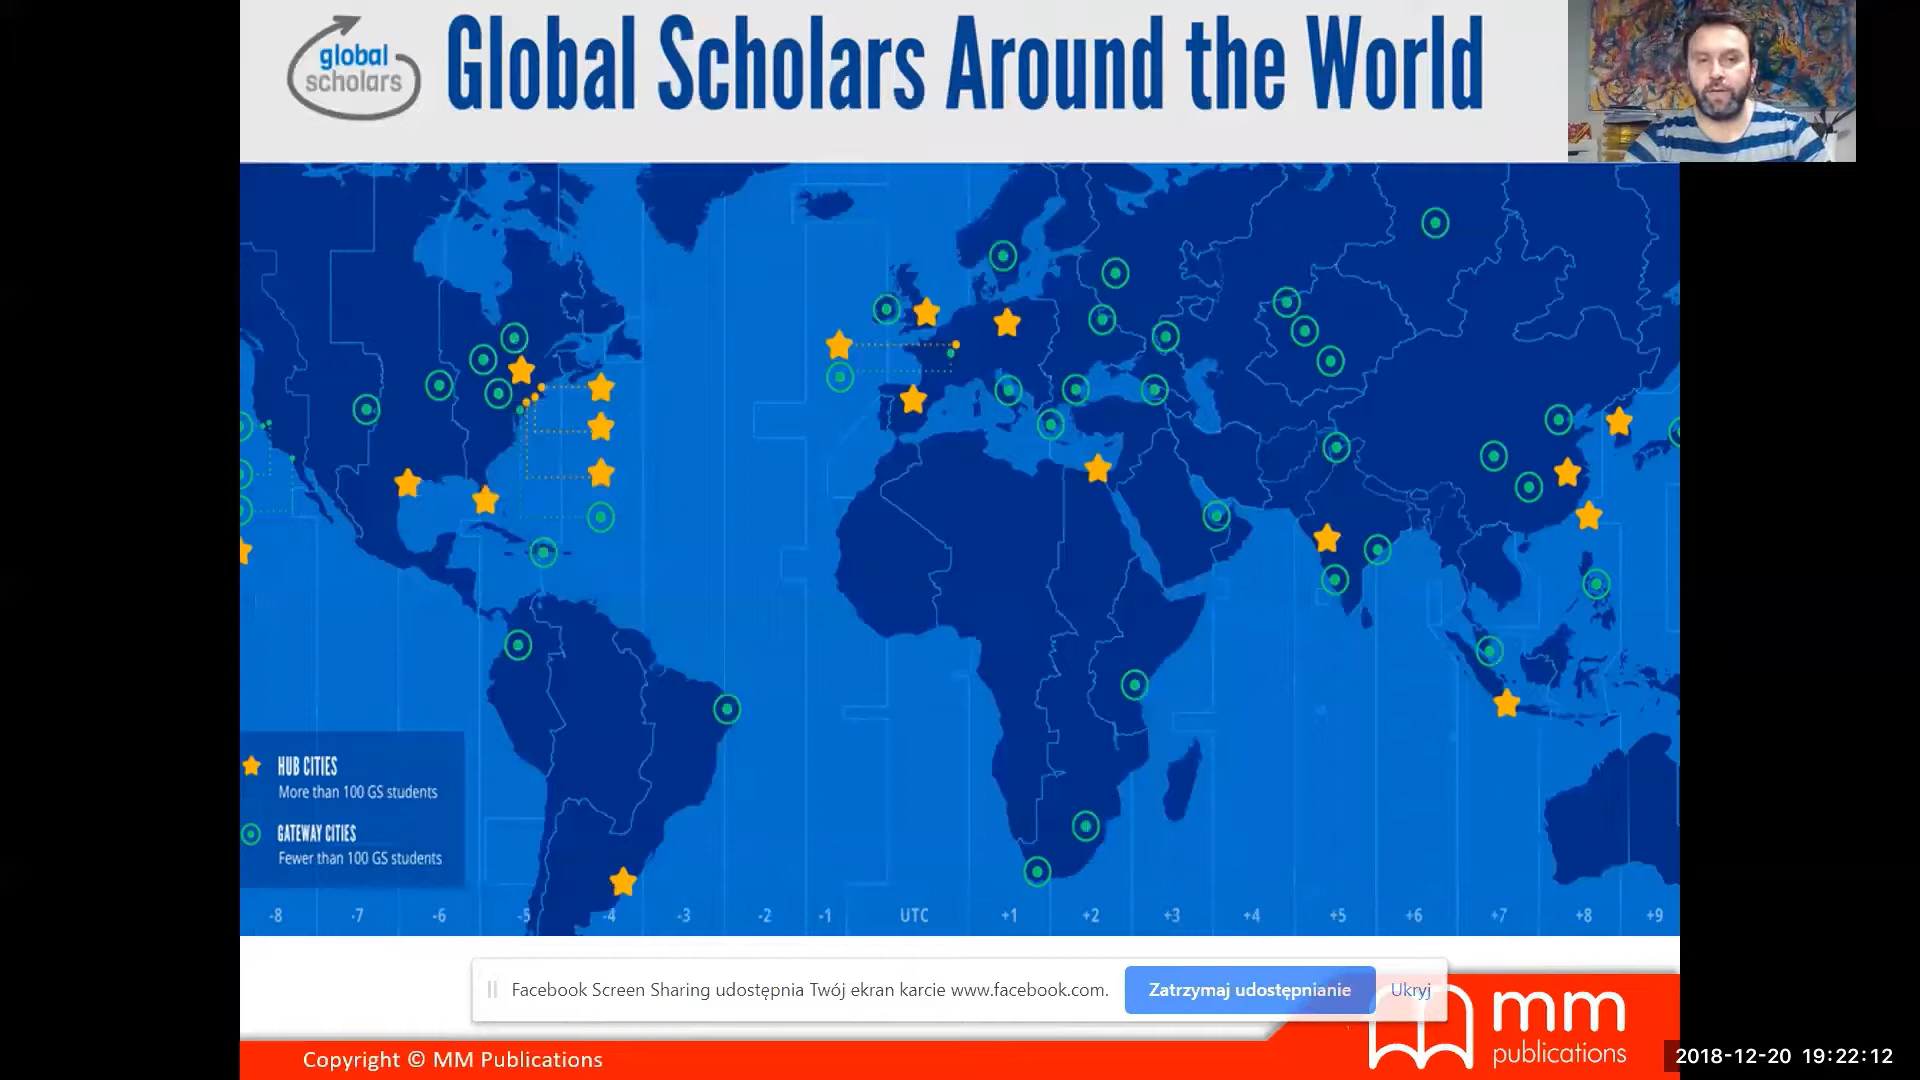 global
scholars
Global Scholars Around the World
HUB CITIES
More than 100 GS students
GATEWAY CITIES
Fewer than 100 GS students
-8 -7 -6 -5 -4 -3 -2 -1 UTC +1 +2 +3 +4 +5 +6 +7 +8 +9
Facebook Screen Sharing udostępnia Twój ekran karcie www.facebook.com.
Zatrzymaj udostępnianie
Ukryj
mm
publications
Copyright © MM Publications
2018-12-20 19:22:12